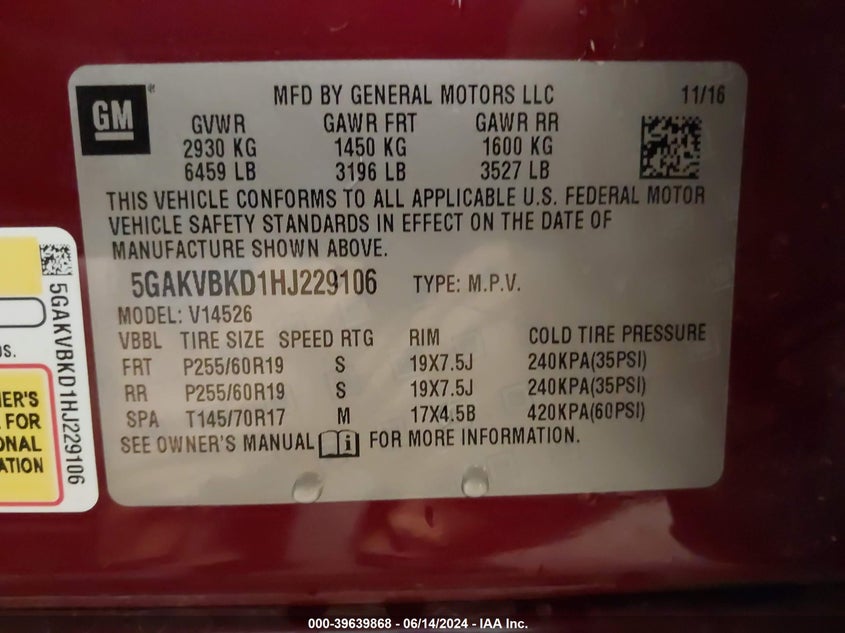 GM
MFD BY GENERAL MOTORS LLC 11/16
GVWR GAWR FRT GAWR RR
2930 KG 1450 KG 1600 KG
6459 LB 3196 LB 3527 LB
THIS VEHICLE CONFORMS TO ALL APPLICABLE U.S. FEDERAL MOTOR
VEHICLE SAFETY STANDARDS IN EFFECT ON THE DATE OF
MANUFACTURE SHOWN ABOVE.
5GAKVBKD1HJ229106 TYPE: M.P.V.
MODEL: V14526
VBBL TIRE SIZE SPEED RTG RIM COLD TIRE PRESSURE
FRT P255/60R19 S 19X7.5J 240KPA(35PSI)
RR P255/60R19 S 19X7.5J 240KPA(35PSI)
SPA T145/70R17 M 17X4.5B 420KPA(60PSI)
SEE OWNER'S MANUAL FOR MORE INFORMATION.
5GAKVBKD1HJ229106
FOR
000-39639868 - 06/14/2024 - IAA Inc.